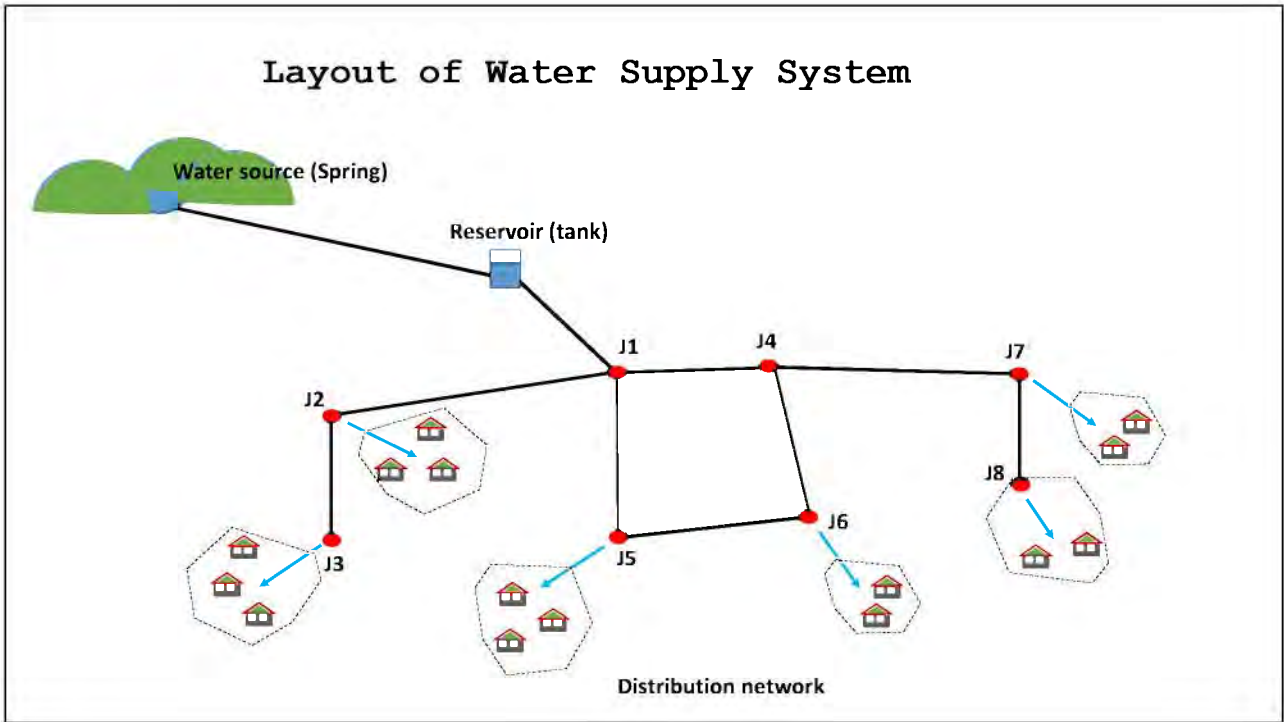 Layout of Water Supply System
Water source (Spring)
Reservoir (tank)
J1
J4
J7
J2
J8
J6
J3
J5
Distribution network